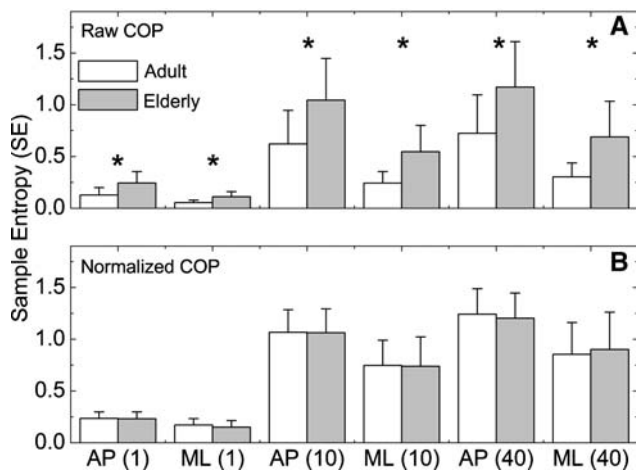 Raw COP
A
Adult
Elderly
* * * * * *
1.5
1.0
0.5
0.0
Sample Entropy (SE)
Normalized COP
B
1.5
1.0
0.5
0.0
AP (1) ML (1) AP (10) ML (10) AP (40) ML (40)